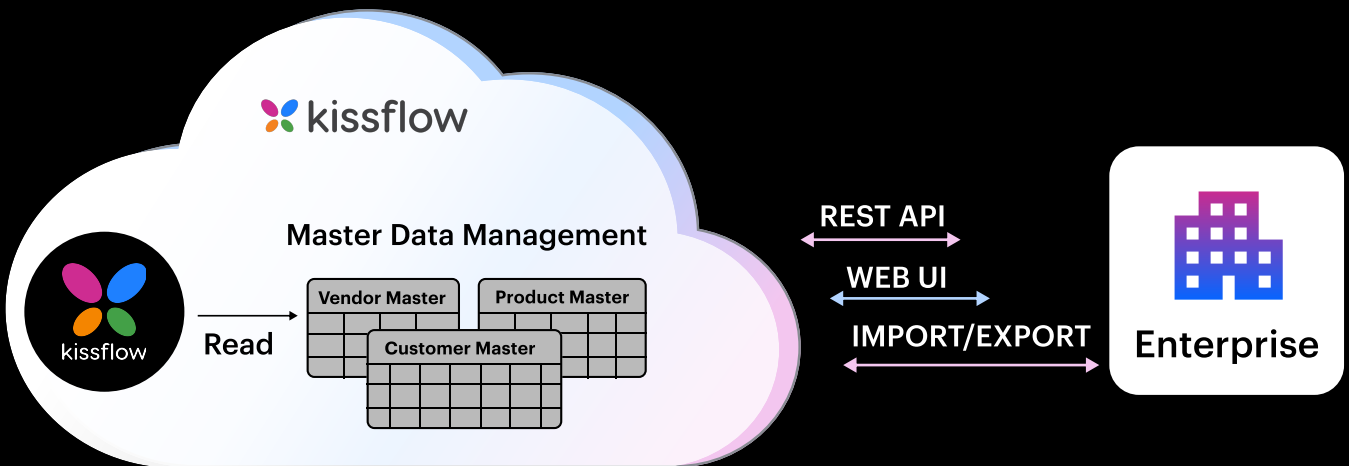 kissflow
Master Data Management
Vendor Master
Product Master
Customer Master
kissflow
Read
REST API
WEB UI
IMPORT/EXPORT
Enterprise